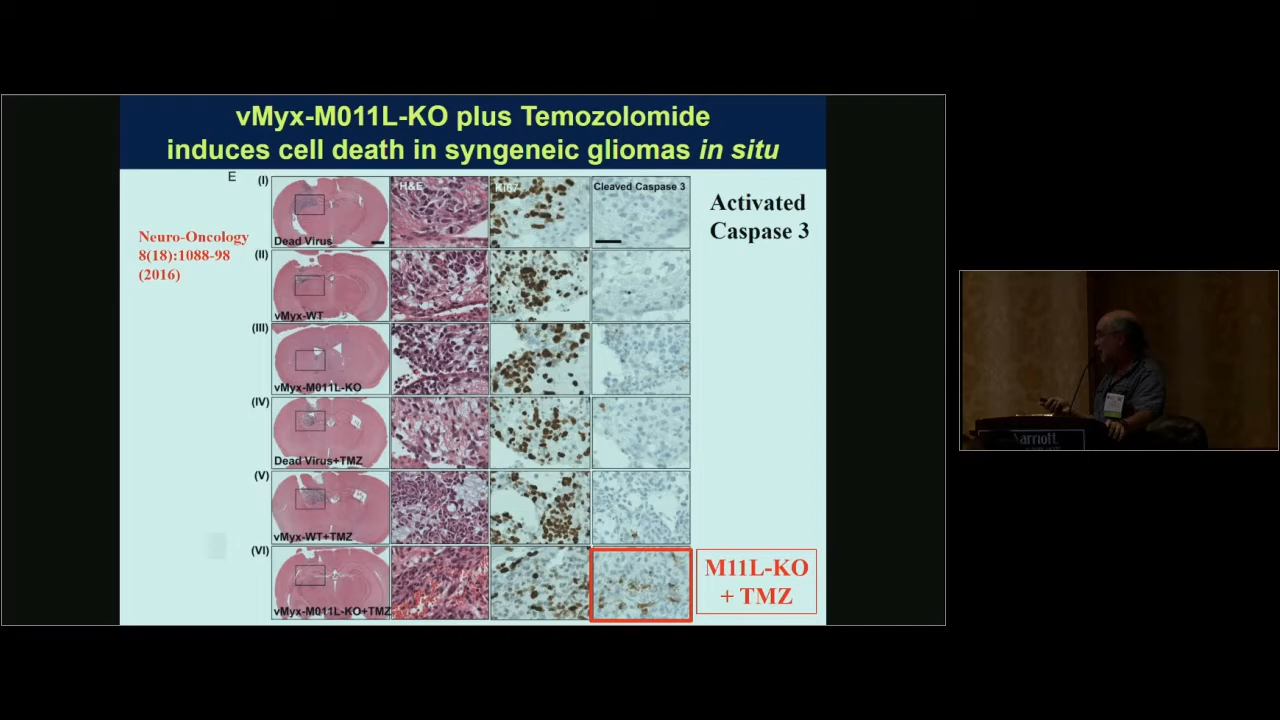 vMyx-M011L-KO plus Temozolomide
induces cell death in syngeneic gliomas in situ
E
(I)
H&E
Ki67
Cleaved Caspase 3
Dead Virus
Activated
Caspase 3
Neuro-Oncology
8(18):1088-98
(2016)
(II)
vMyx-WT
(III)
vMyx-M011L-KO
(IV)
Dead Virus+TMZ
(V)
vMyx-WT+TMZ
(VI)
vMyx-M011L-KO+TMZ
M11L-KO
+ TMZ
arriott